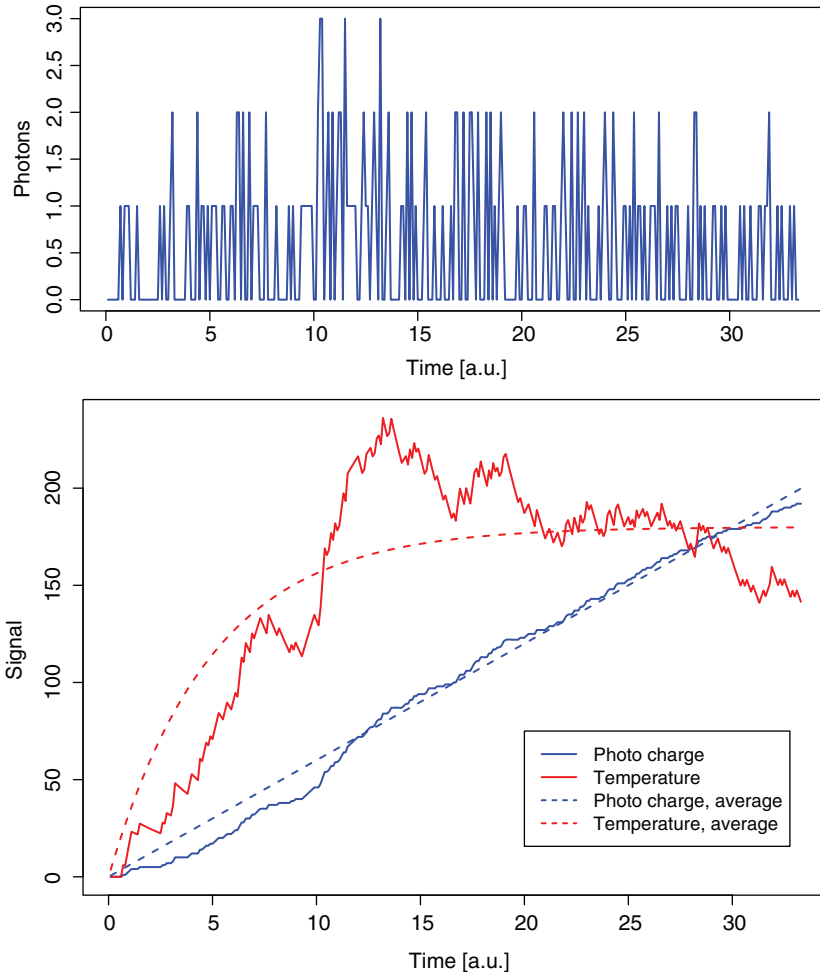 Photons
0.0 0.5 1.0 1.5 2.0 2.5 3.0
0 5 10 15 20 25 30
Time [a.u.]
Signal
0 50 100 150 200
Photo charge
Temperature
Photo charge, average
Temperature, average
0 5 10 15 20 25 30
Time [a.u.]